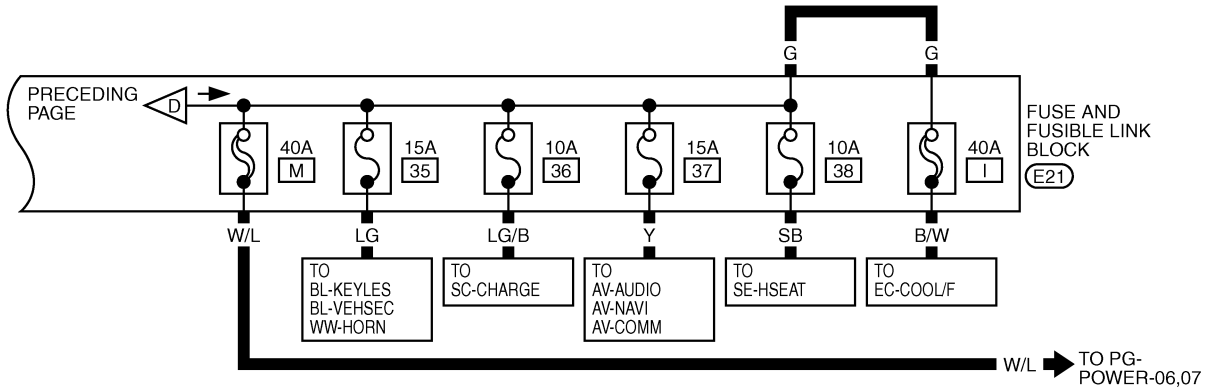 G
G
PRECEDING
PAGE
D
40A
M
15A
35
10A
36
15A
37
10A
38
40A
I
FUSE AND
FUSIBLE LINK
BLOCK
E21
W/L
LG
LG/B
Y
SB
B/W
TO
BL-KEYLES
BL-VEHSEC
WW-HORN
TO
SC-CHARGE
TO
AV-AUDIO
AV-NAVI
AV-COMM
TO
SE-HSEAT
TO
EC-COOL/F
W/L
TO PG-
POWER-06,07